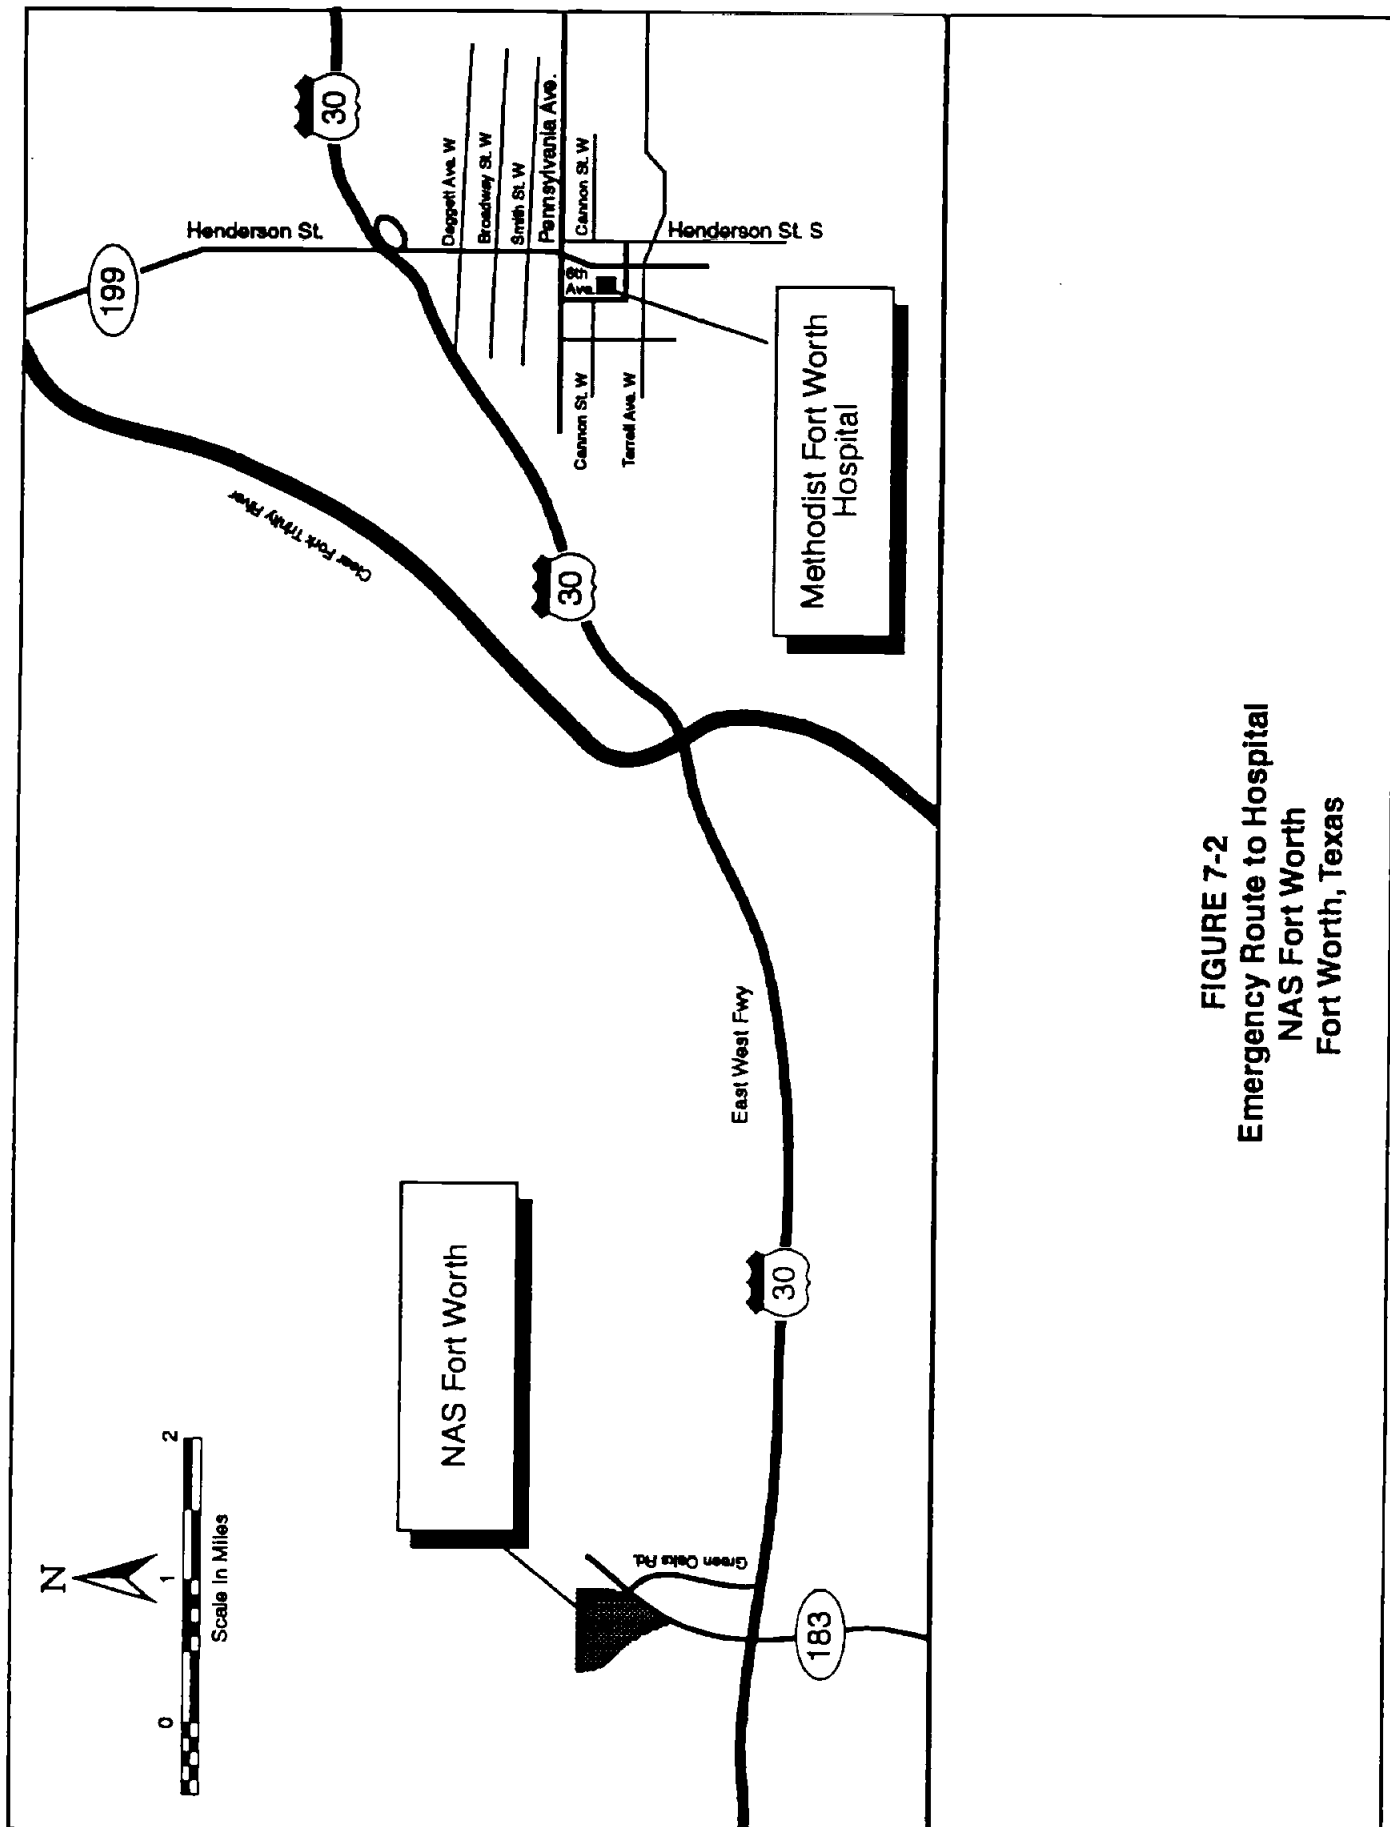 N
0 1 2
Scale In Miles
NAS Fort Worth
Green Oaks Rd.
183
30
East West Fwy
30
Clear Fork Trinity River
199
Henderson St.
30
Daggett Ave. W
Broadway St. W
Smith St. W
Pennsylvania Ave.
Cannon St. W
Henderson St. S
6th
Ave.
Cannon St. W
Terrell Ave. W
Methodist Fort Worth
Hospital
FIGURE 7-2
Emergency Route to Hospital
NAS Fort Worth
Fort Worth, Texas